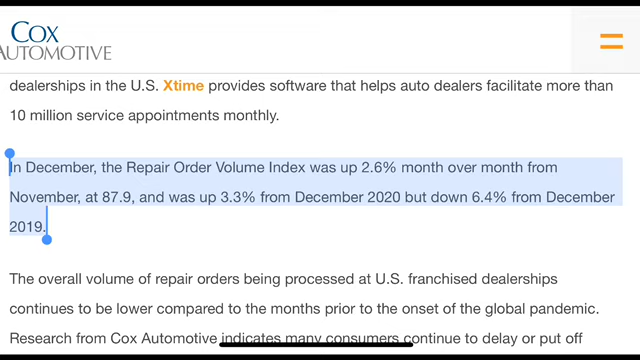 COX
AUTOMOTIVE
dealerships in the U.S. Xtime provides software that helps auto dealers facilitate more than
10 million service appointments monthly.
In December, the Repair Order Volume Index was up 2.6% month over month from
November, at 87.9, and was up 3.3% from December 2020 but down 6.4% from December
2019.
The overall volume of repair orders being processed at U.S. franchised dealerships
continues to be lower compared to the months prior to the onset of the global pandemic.
Research from Cox Automotive indicates many consumers continue to delay or put off